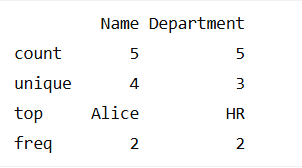 Name Department
count 5 5
unique 4 3
top Alice HR
freq 2 2